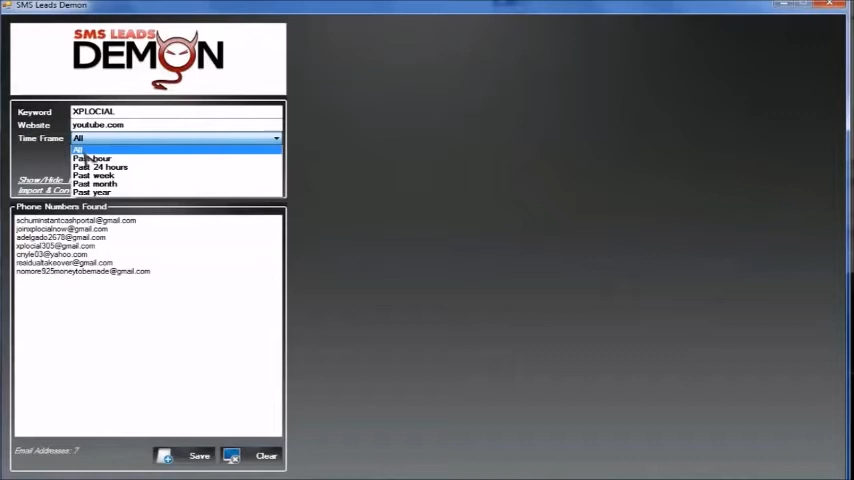 SMS Leads Demon
SMS LEADS
DEMON
Keyword XPLOCIAL
Website youtube.com
Time Frame All
All
Past hour
Past 24 hours
Past week
Show/Hide
Past month
Import & Con
Past year
Phone Numbers Found
schuminstantcashportal@gmail.com
joinxplocialnow@gmail.com
adelgado2678@gmail.com
xplocial305@gmail.com
cnyle03@yahoo.com
residualtakeover@gmail.com
nomore925moneytobemade@gmail.com
Email Addresses: 7
Save
Clear